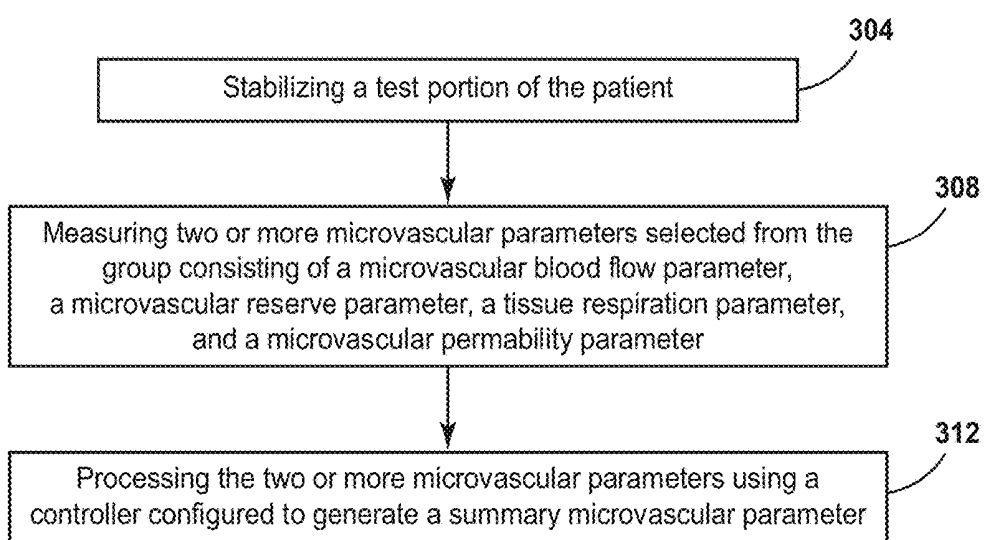 304
Stabilizing a test portion of the patient
308
Measuring two or more microvascular parameters selected from the
group consisting of a microvascular blood flow parameter,
a microvascular reserve parameter, a tissue respiration parameter,
and a microvascular permability parameter
312
Processing the two or more microvascular parameters using a
controller configured to generate a summary microvascular parameter